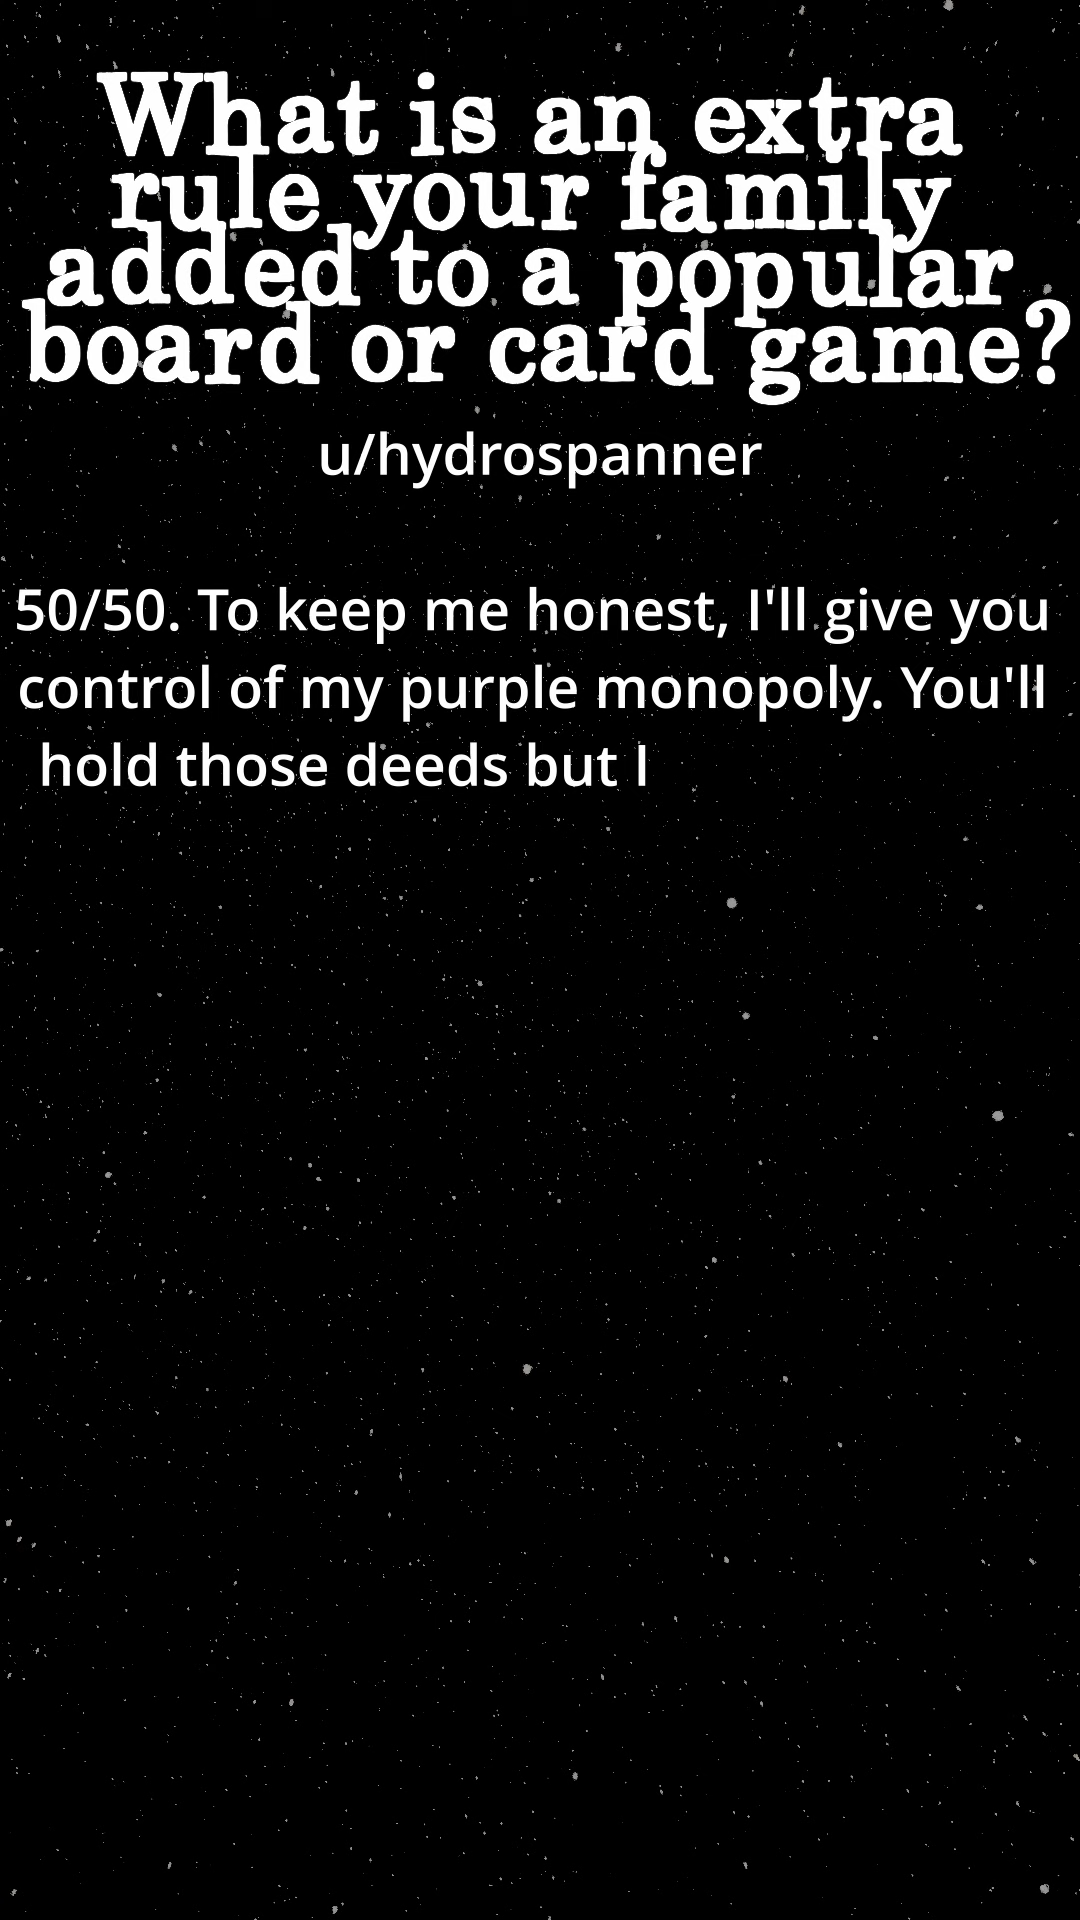 What is an extra
rule your family
added to a popular
board or card game?
u/hydrospanner
50/50. To keep me honest, I'll give you
control of my purple monopoly. You'll
hold those deeds but I